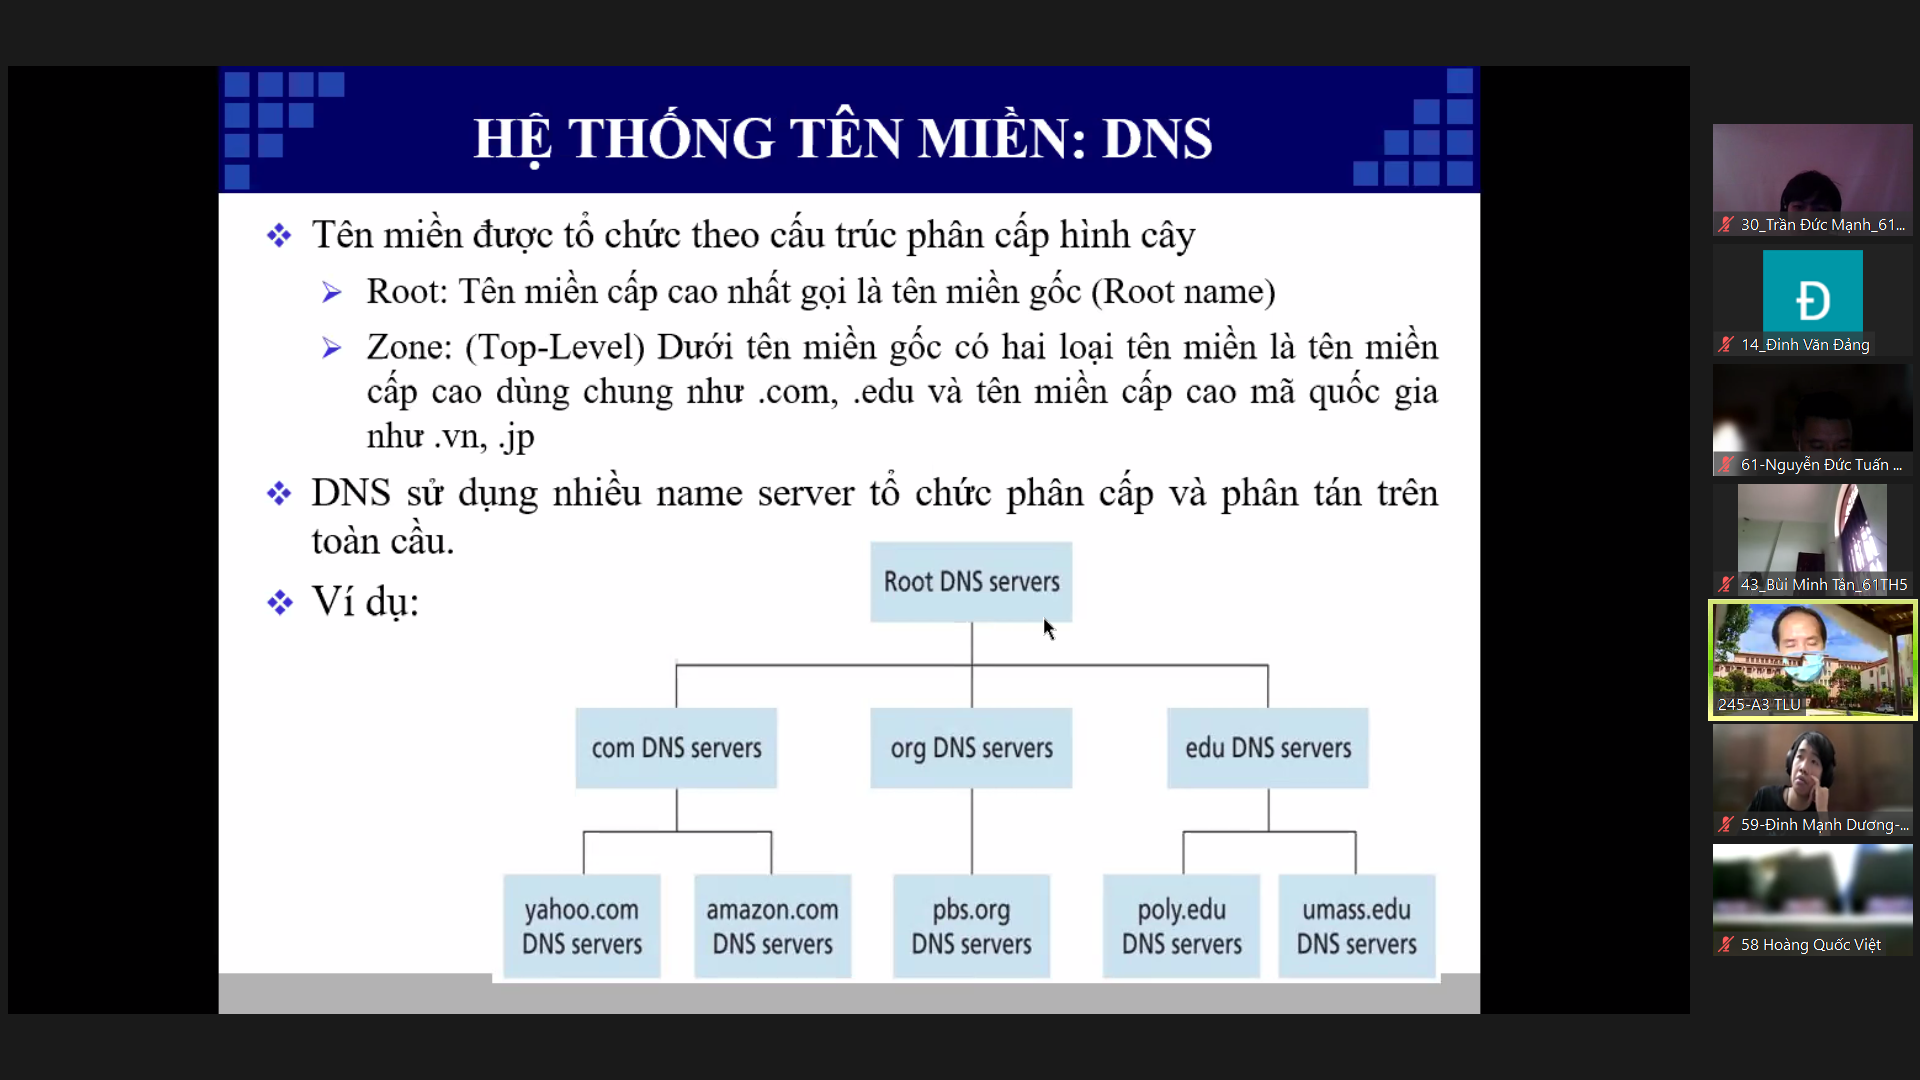 HỆ THỐNG TÊN MIỀN: DNS
Tên miền được tổ chức theo cấu trúc phân cấp hình cây
Root: Tên miền cấp cao nhất gọi là tên miền gốc (Root name)
Zone: (Top-Level) Dưới tên miền gốc có hai loại tên miền là tên miền
cấp cao dùng chung như .com, .edu và tên miền cấp cao mã quốc gia
như .vn, .jp
DNS sử dụng nhiều name server tổ chức phân cấp và phân tán trên
toàn cầu.
Ví dụ:
Root DNS servers
com DNS servers
org DNS servers
edu DNS servers
yahoo.com
DNS servers
amazon.com
DNS servers
pbs.org
DNS servers
poly.edu
DNS servers
umass.edu
DNS servers
30_Trần Đức Mạnh_61...
Đ
14_Đinh Văn Đảng
61-Nguyễn Đức Tuấn ...
43_Bùi Minh Tân_61TH5
245-A3 TLU
59-Đinh Mạnh Dương-...
58 Hoàng Quốc Việt